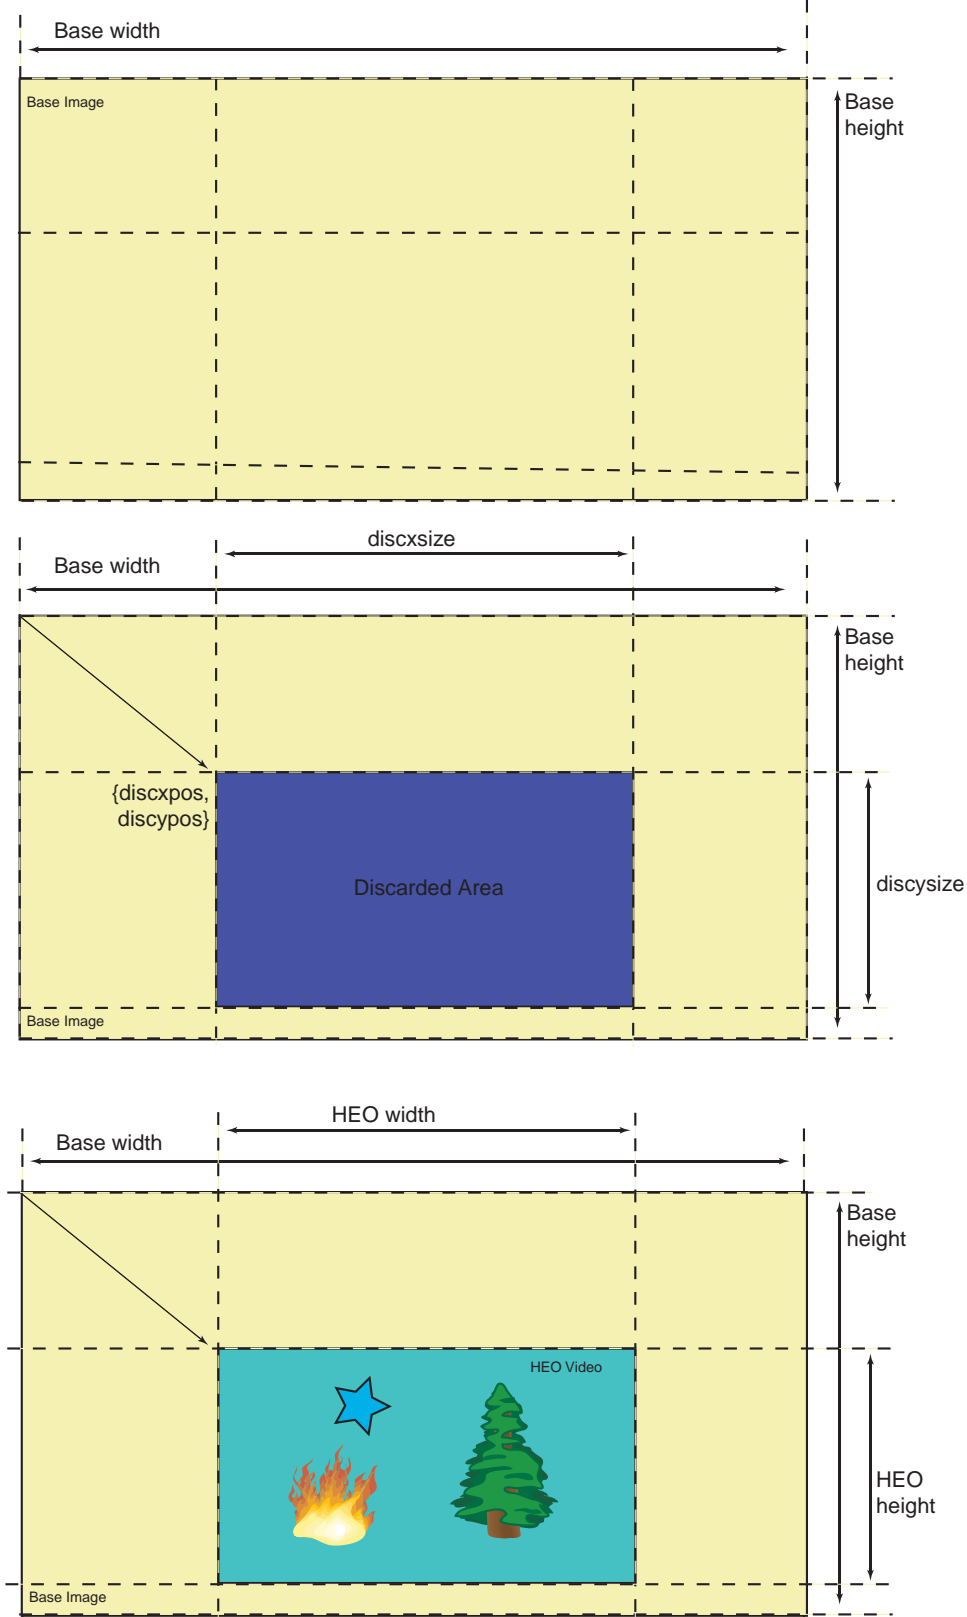 Base width
Base Image
Base
height
discxsize
Base width
Base
height
{discxpos,
discypos}
Discarded Area
discysize
Base Image
HEO width
Base width
Base
height
HEO Video
HEO
height
Base Image